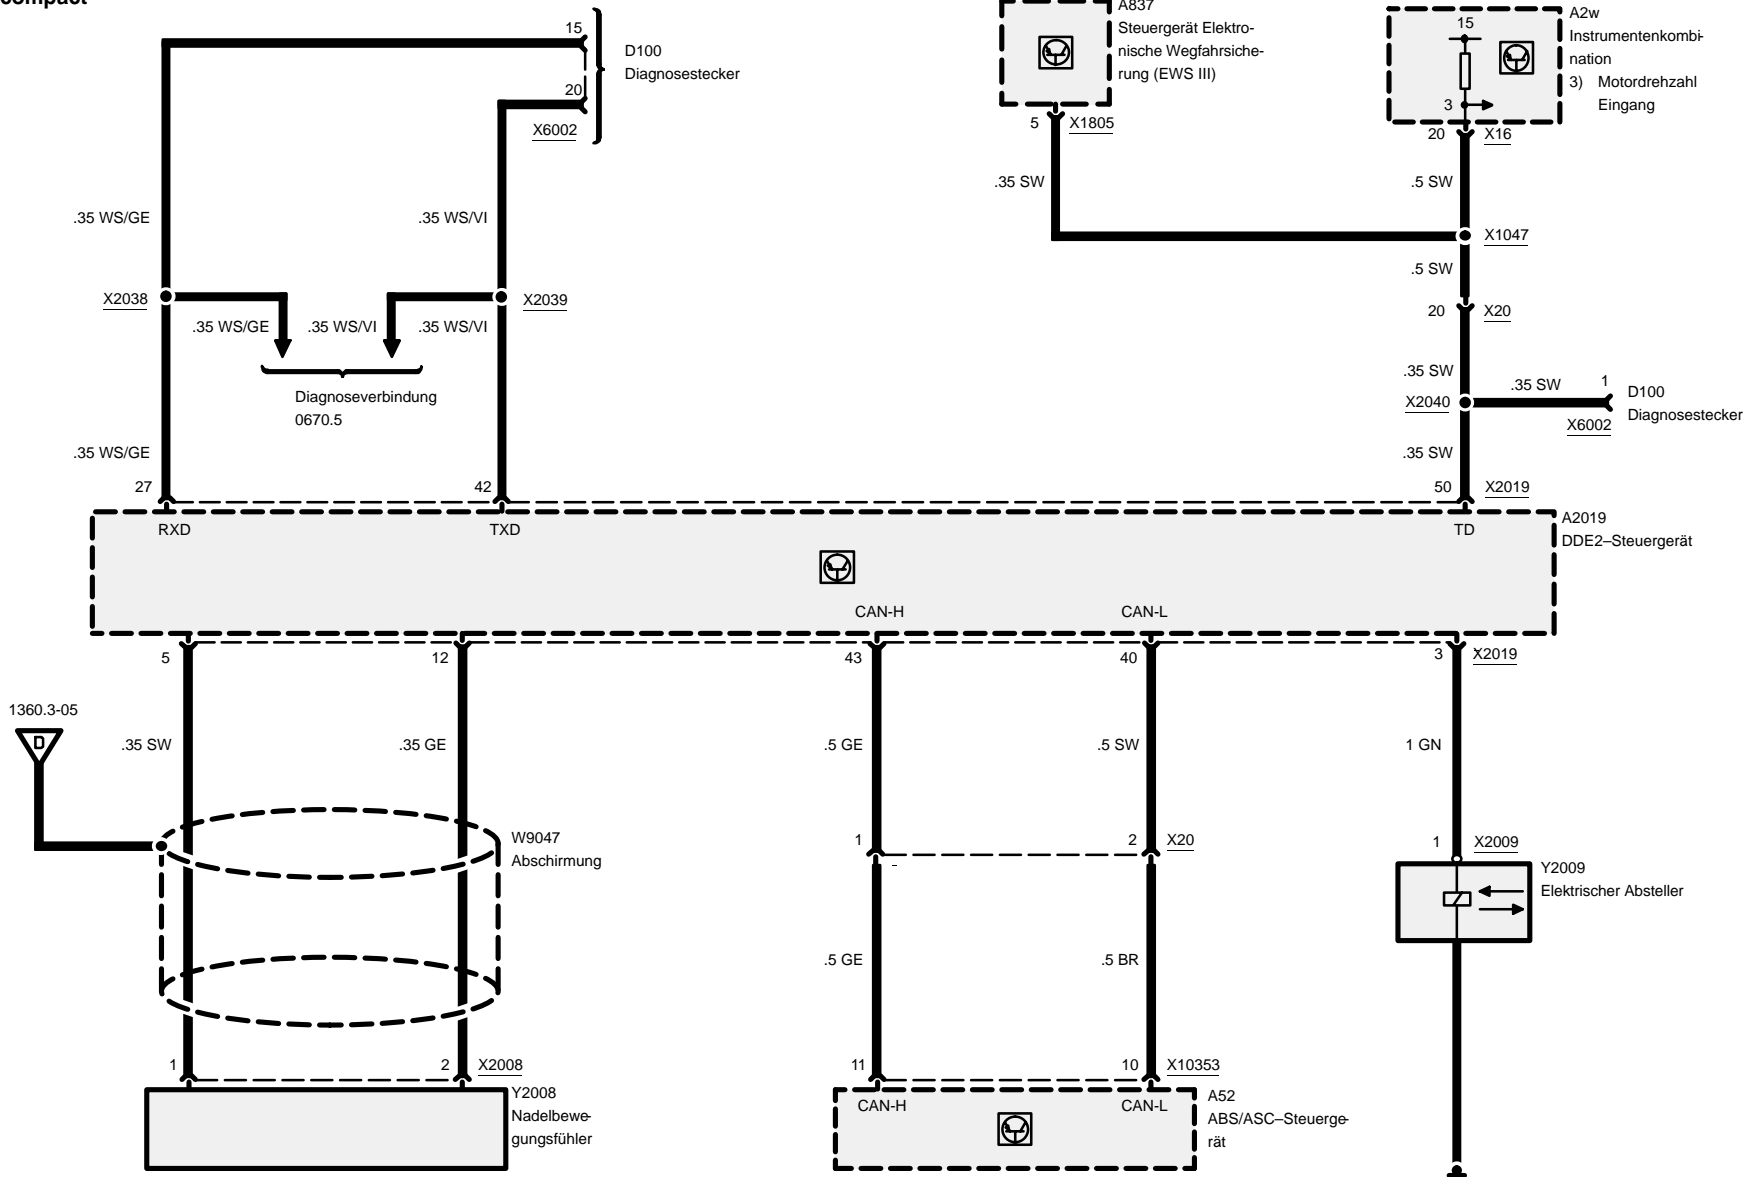 compact
15
D100
Diagnosestecker
20
X6002
A837
Steuergerät Elektro-
nische Wegfahrsiche-
rung (EWS III)
5
X1805
.35 SW
15
3
A2w
Instrumentenkombi-
nation
3) Motordrehzahl
Eingang
20
X16
.5 SW
X1047
.5 SW
20
X20
.35 WS/GE
.35 WS/VI
X2038
X2039
.35 WS/GE
.35 WS/VI
.35 WS/VI
Diagnoseverbindung
0670.5
.35 SW
.35 SW
1
D100
Diagnosestecker
X2040
X6002
.35 WS/GE
.35 SW
27
42
50
X2019
RXD
TXD
TD
A2019
DDE2–Steuergerät
CAN-H
CAN-L
5
12
43
40
3
X2019
1360.3-05
D
.35 SW
.35 GE
.5 GE
.5 SW
1 GN
W9047
Abschirmung
1
2
X20
1
X2009
Y2009
Elektrischer Absteller
.5 GE
.5 BR
1
2
X2008
11
10
X10353
Y2008
Nadelbewe-
gungsfühler
CAN-H
CAN-L
A52
ABS/ASC–Steuerge-
rät